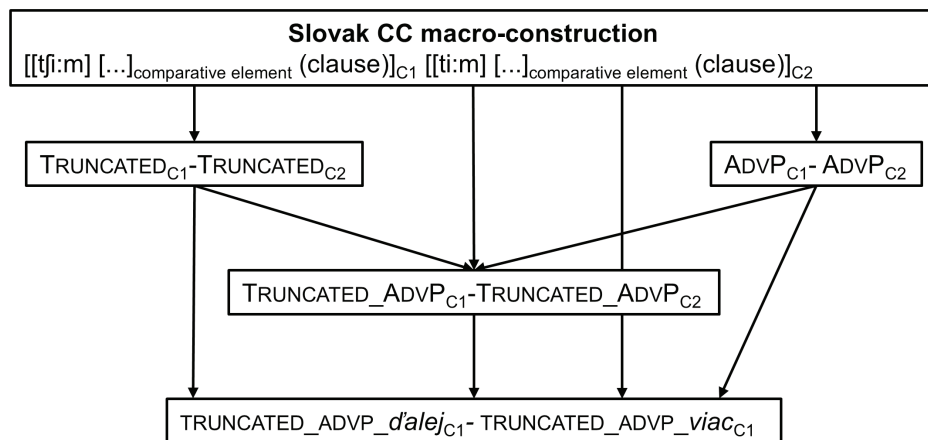 Slovak CC macro-construction
[[tʃi:m] [...]comparative element (clause)]C1 [[ti:m] [...]comparative element (clause)]C2
TRUNCATEDC1-TRUNCATEDC2
ADVPC1- ADVPC2
TRUNCATED_ADVPC1-TRUNCATED_ADVPC2
TRUNCATED_ADVP_ďalejC1- TRUNCATED_ADVP_viacC1